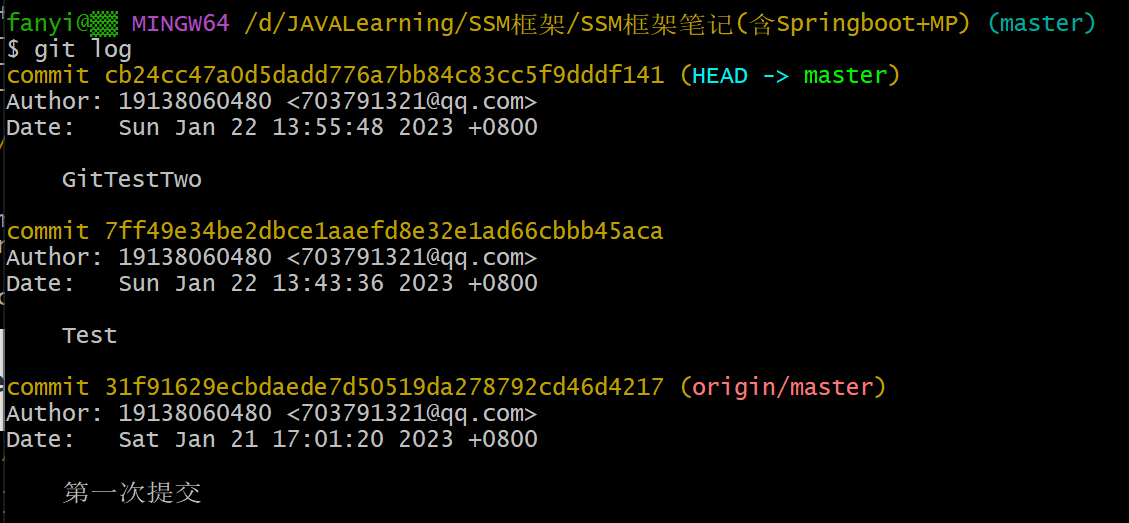 fanyi@▒▒ MINGW64 /d/JAVALearning/SSM框架/SSM框架笔记(含Springboot+MP) (master)
$ git log
commit cb24cc47a0d5dadd776a7bb84c83cc5f9dddf141 (HEAD -> master)
Author: 19138060480 <703791321@qq.com>
Date:   Sun Jan 22 13:55:48 2023 +0800
GitTestTwo
commit 7ff49e34be2dbce1aaefd8e32e1ad66cbbb45aca
Author: 19138060480 <703791321@qq.com>
Date:   Sun Jan 22 13:43:36 2023 +0800
Test
commit 31f91629ecbdaede7d50519da278792cd46d4217 (origin/master)
Author: 19138060480 <703791321@qq.com>
Date:   Sat Jan 21 17:01:20 2023 +0800
第一次提交